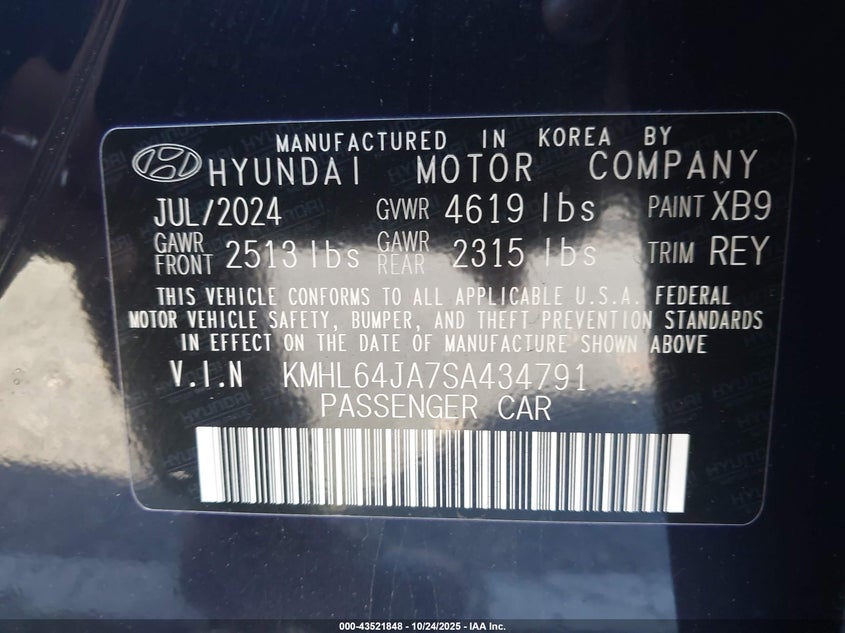 MANUFACTURED IN KOREA BY
HYUNDAI MOTOR COMPANY
JUL/2024 GVWR 4619 lbs PAINT XB9
GAWR FRONT 2513 lbs GAWR REAR 2315 lbs TRIM REY
THIS VEHICLE CONFORMS TO ALL APPLICABLE U.S.A. FEDERAL
MOTOR VEHICLE SAFETY, BUMPER, AND THEFT PREVENTION STANDARDS
IN EFFECT ON THE DATE OF MANUFACTURE SHOWN ABOVE
V.I.N KMHL64JA7SA434791
PASSENGER CAR
000-43521848 - 10/24/2025 - IAA Inc.